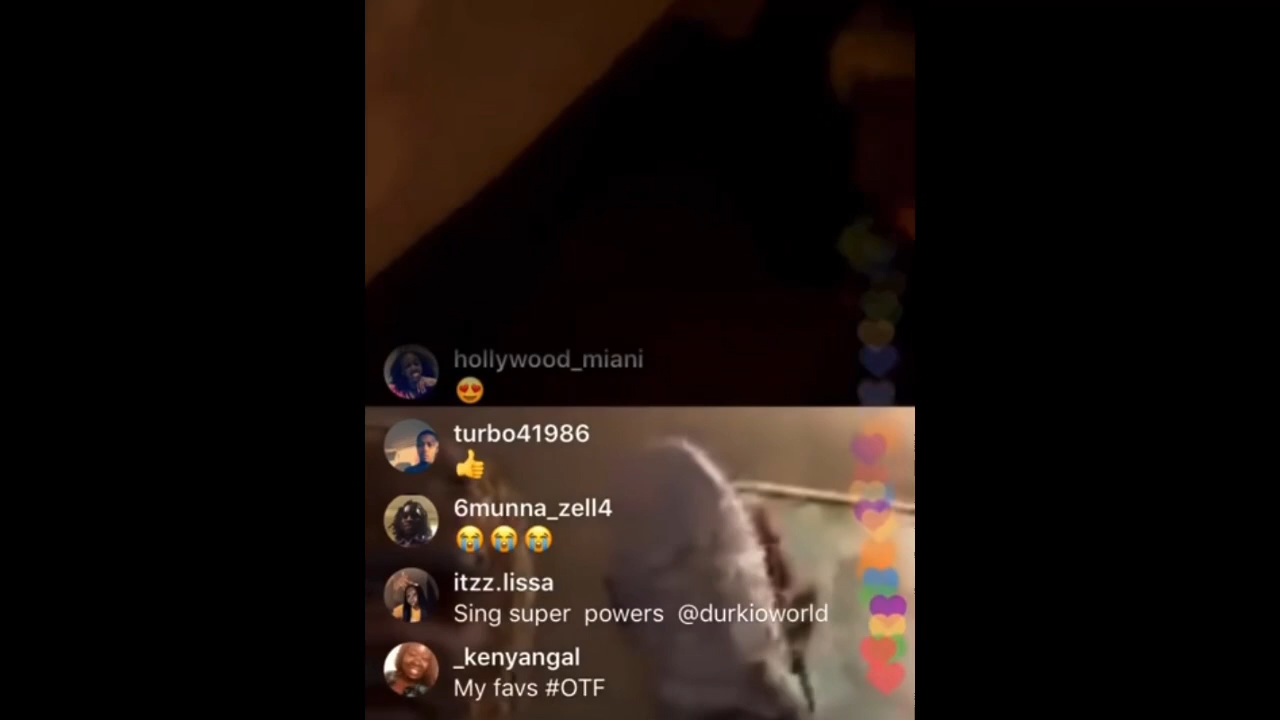 hollywood_miani
😍
turbo41986
👍
6munna_zell4
😭😭😭
itzz.lissa
Sing super powers @durkioworld
_kenyangal
My favs #OTF